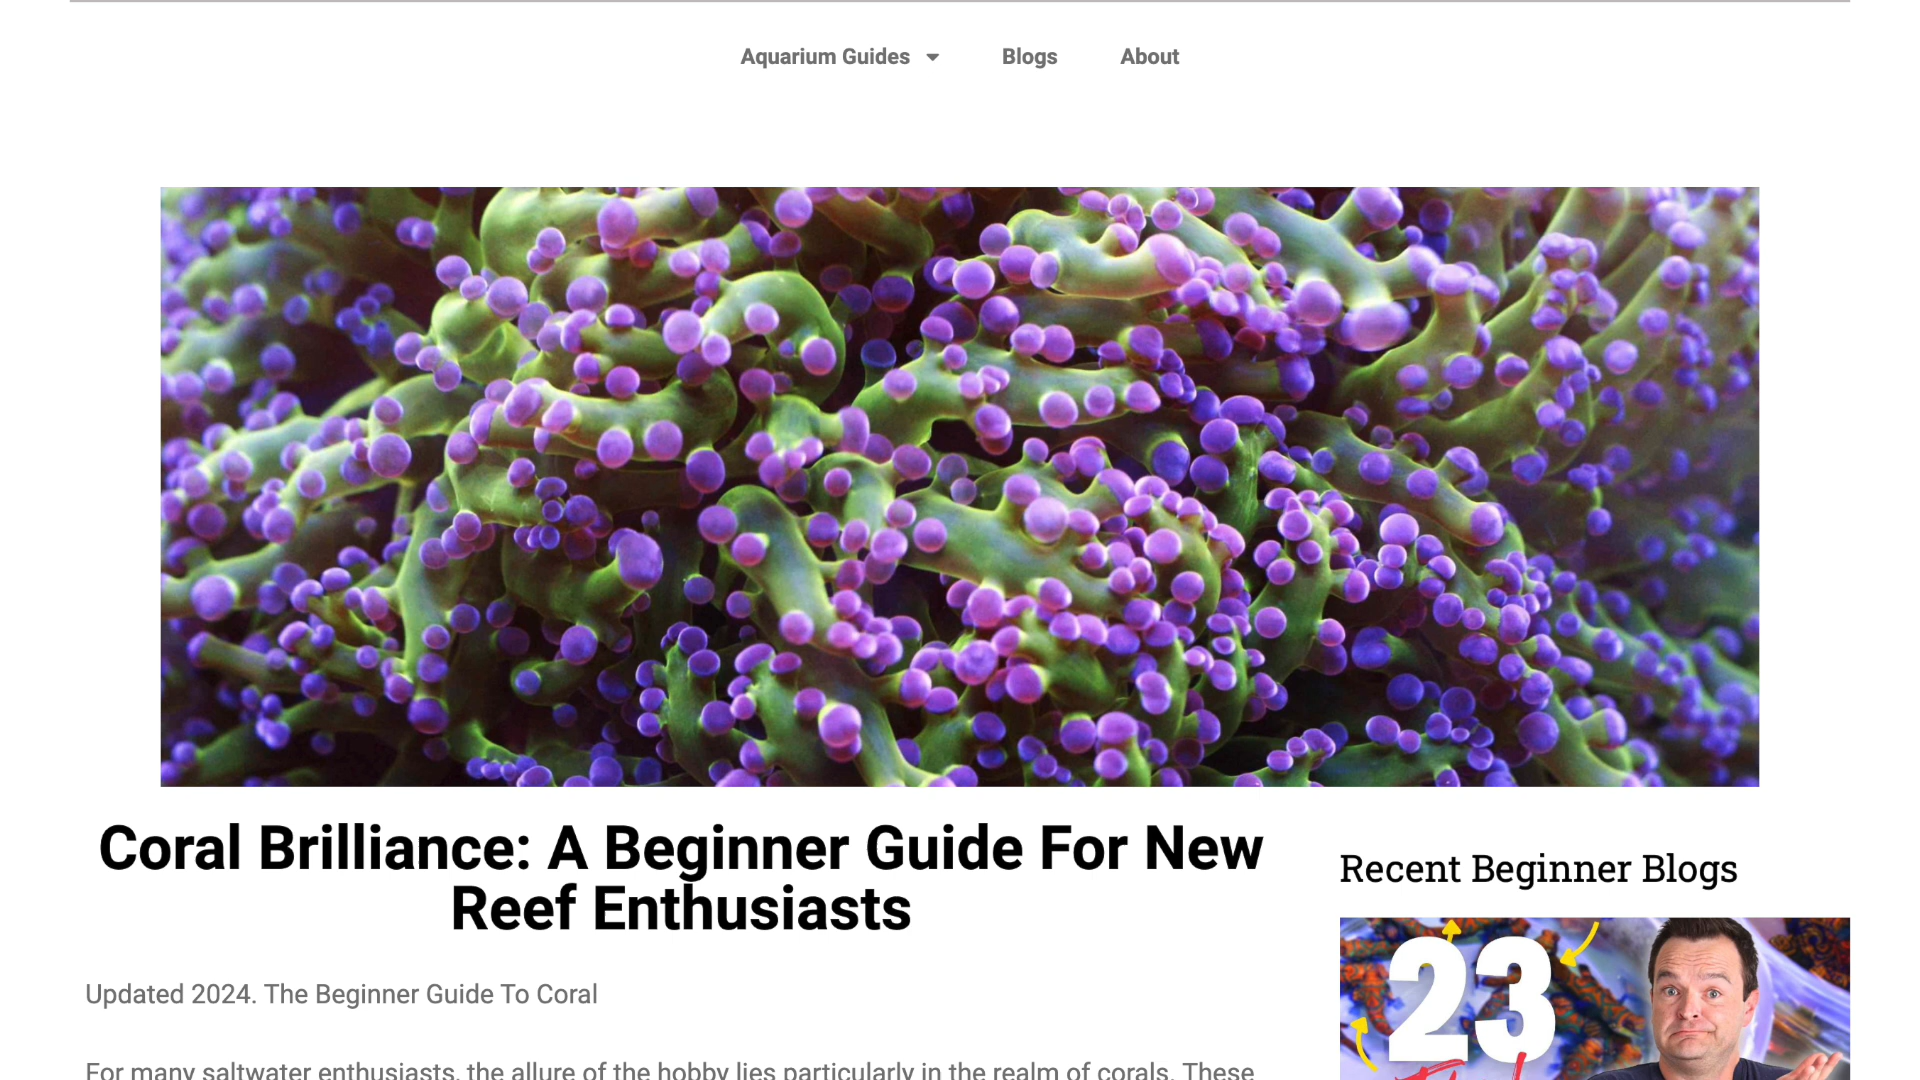 Aquarium Guides
Blogs
About
Coral Brilliance: A Beginner Guide For New
Reef Enthusiasts
Updated 2024. The Beginner Guide To Coral
For many saltwater enthusiasts, the allure of the hobby lies particularly in the realm of corals. These
Recent Beginner Blogs
23